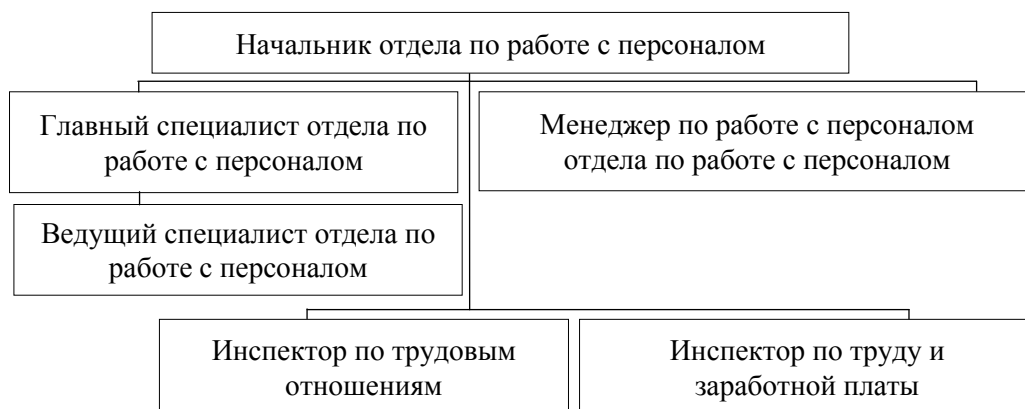 Начальник отдела по работе с персоналом
Главный специалист отдела по
работе с персоналом
Менеджер по работе с персоналом
отдела по работе с персоналом
Ведущий специалист отдела по
работе с персоналом
Инспектор по трудовым
отношениям
Инспектор по труду и
заработной платы